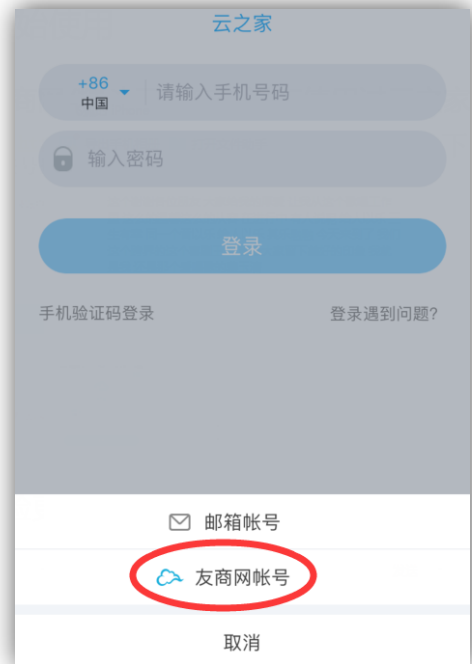 云之家
+86
中国
请输入手机号码
输入密码
登录
手机验证码登录
登录遇到问题?
邮箱帐号
友商网帐号
取消